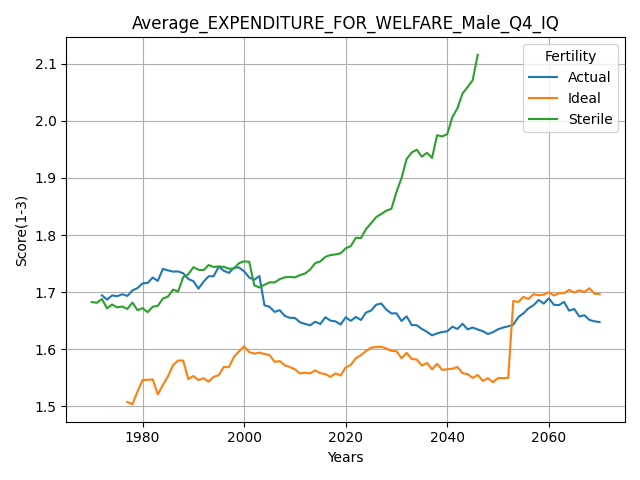 Average_EXPENDITURE_FOR_WELFARE_Male_Q4_IQ
Fertility
Actual
Ideal
Sterile
Score(1-3)
2.1
2.0
1.9
1.8
1.7
1.6
1.5
1980 2000 2020 2040 2060
Years